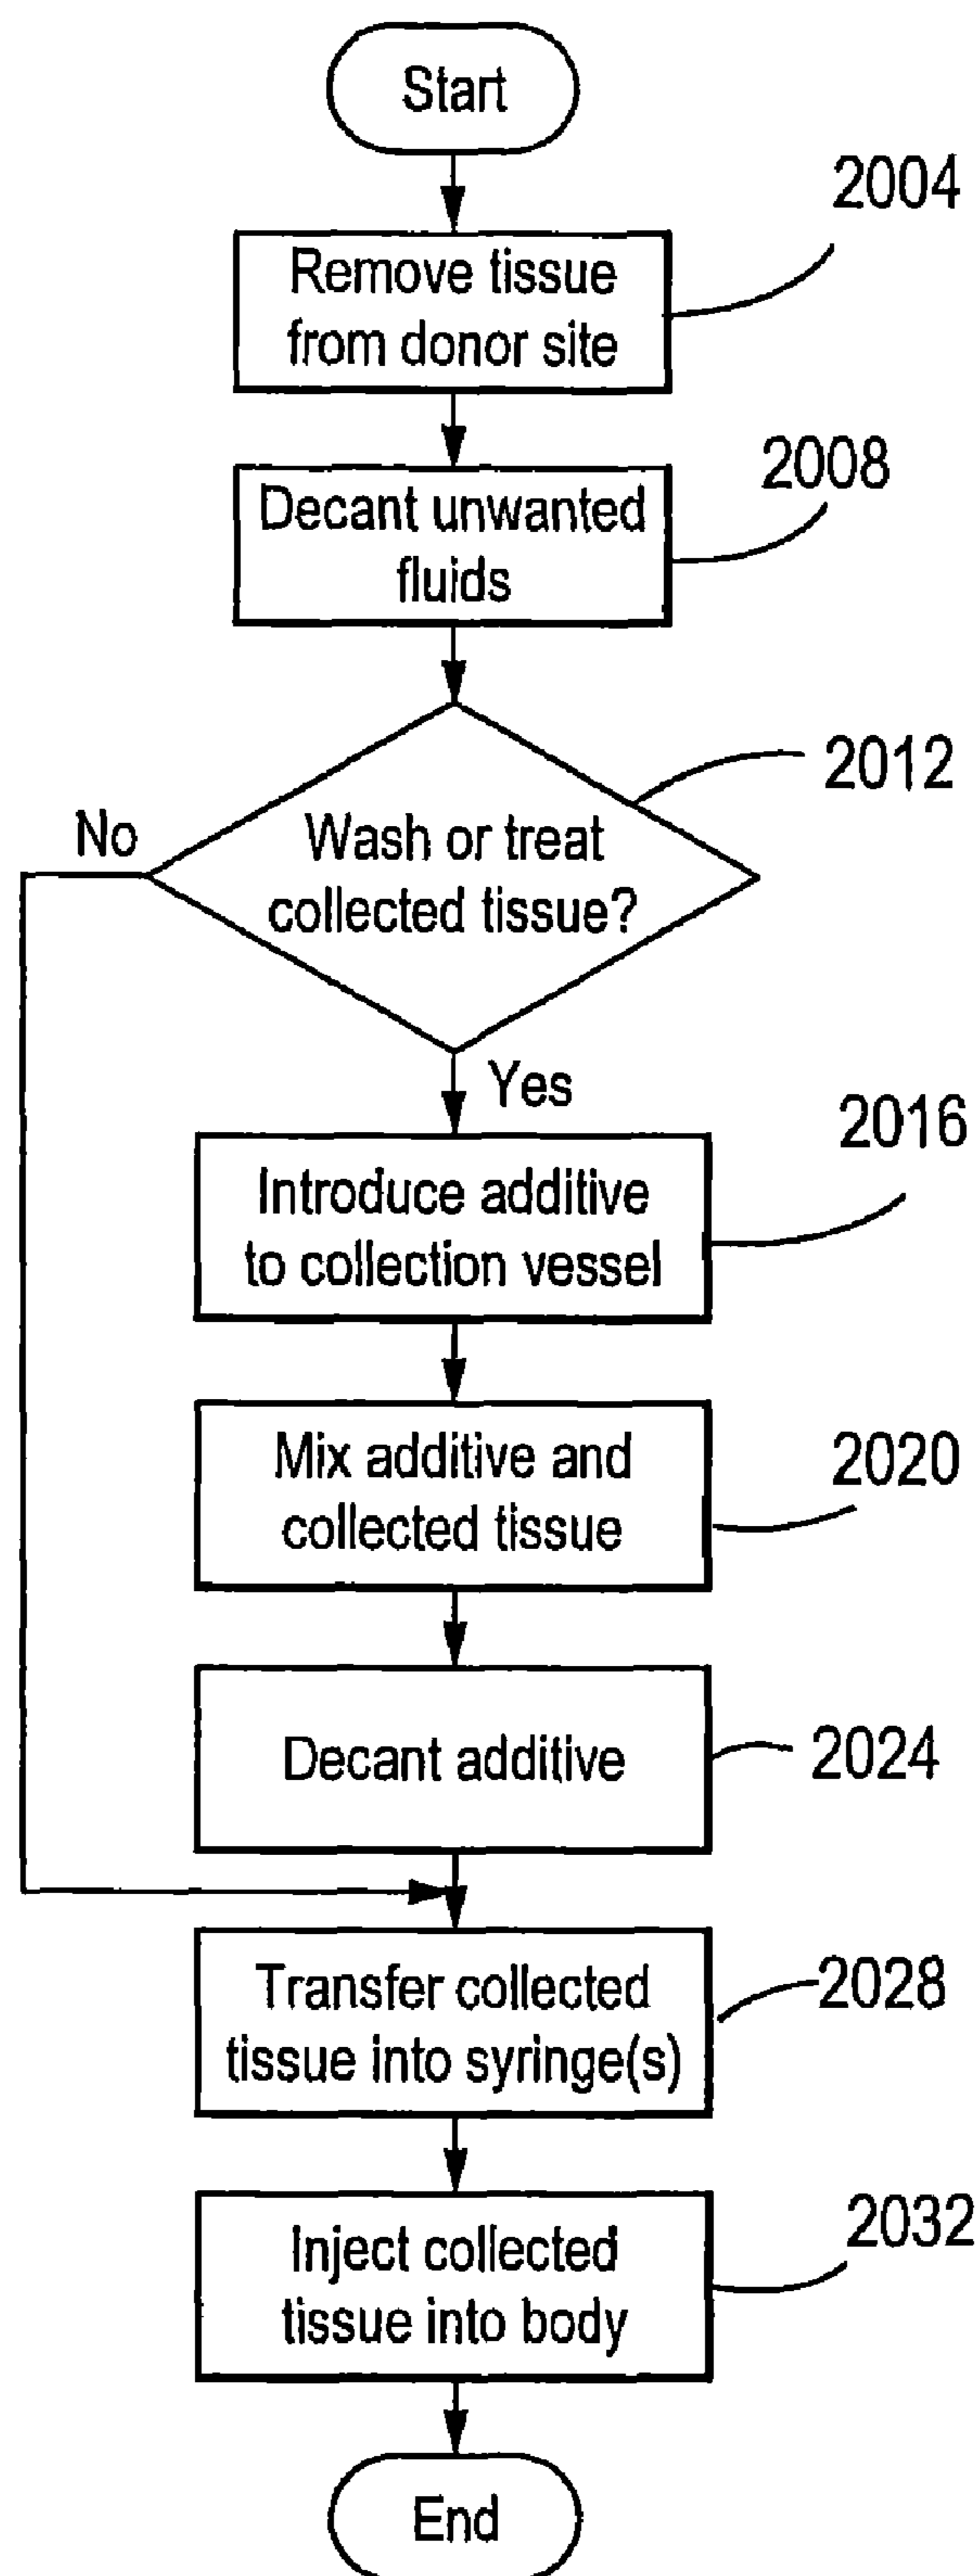 Start
2004
Remove tissue
from donor site
2008
Decant unwanted
fluids
2012
No
Wash or treat
collected tissue?
Yes
2016
Introduce additive
to collection vessel
2020
Mix additive and
collected tissue
2024
Decant additive
2028
Transfer collected
tissue into syringe(s)
2032
Inject collected
tissue into body
End